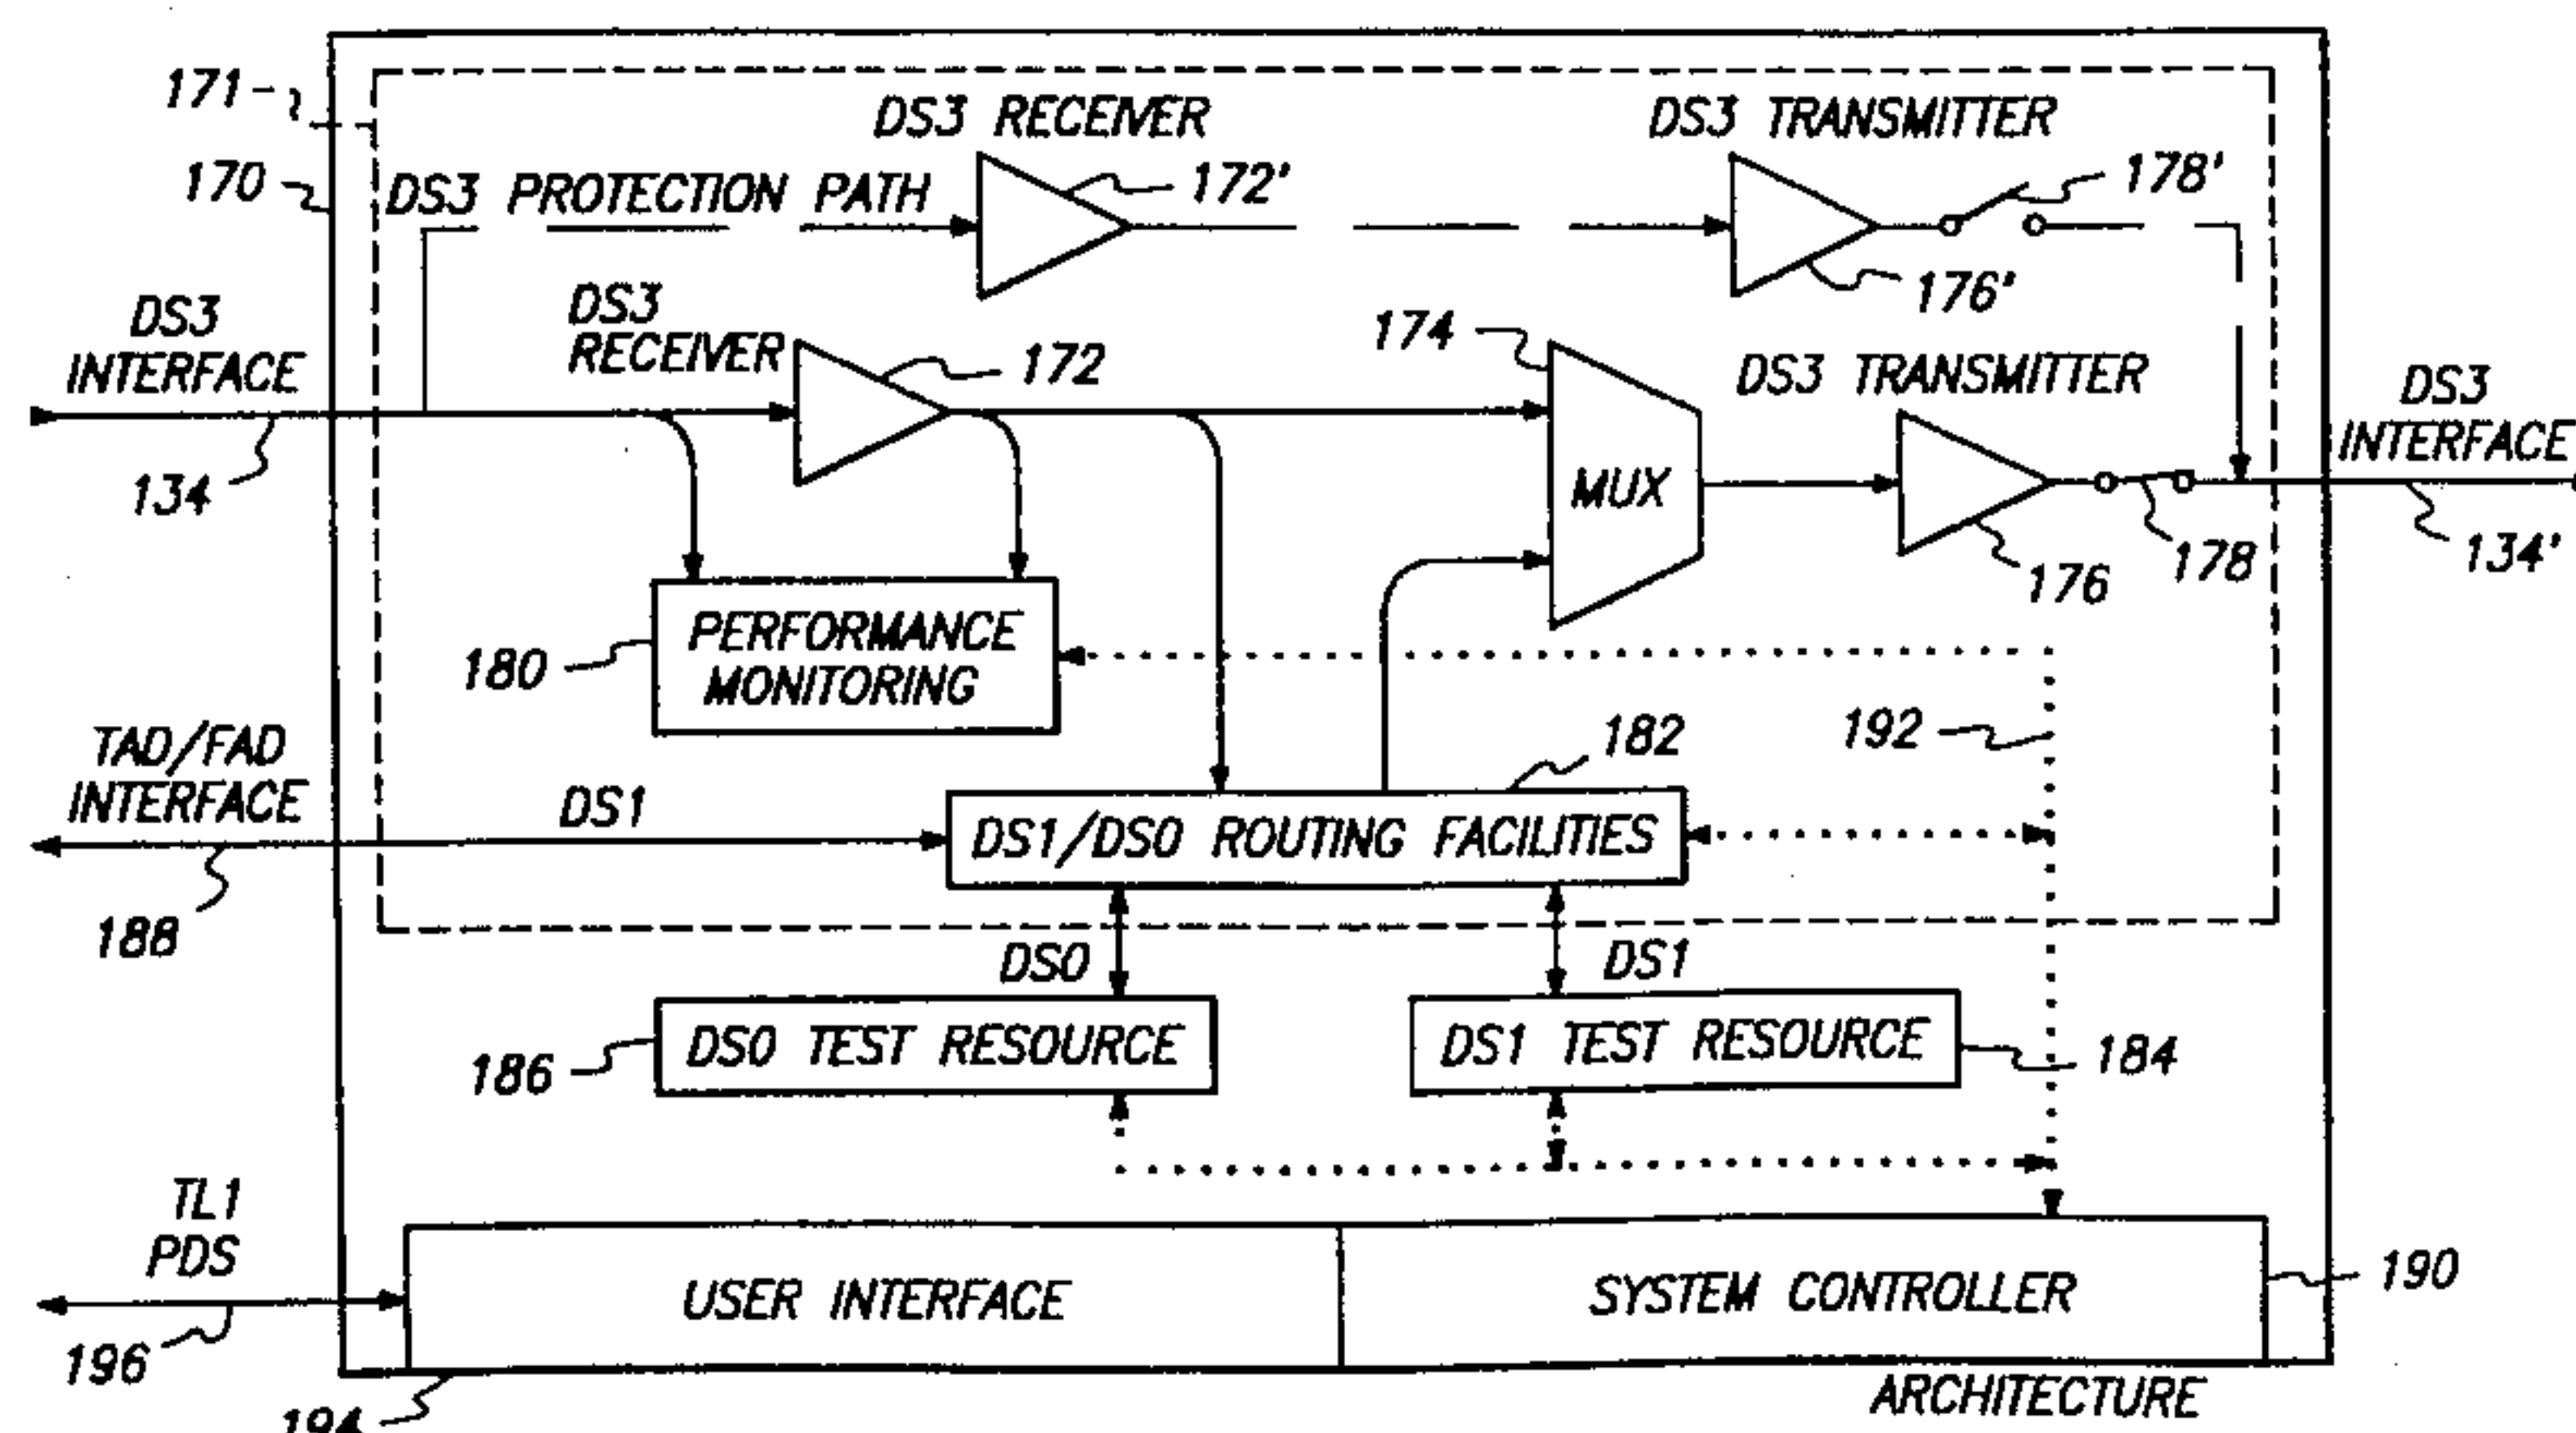 171
DS3 RECEIVER
DS3 TRANSMITTER
170
DS3 PROTECTION PATH
172'
178'
176'
DS3
INTERFACE
DS3
RECEIVER
172
174
DS3 TRANSMITTER
DS3
INTERFACE
134
MUX
176
178
134'
180
PERFORMANCE
MONITORING
192
182
TAD/FAD
INTERFACE
DS1
DS1/DS0 ROUTING FACILITIES
188
DS0
DS1
186
DS0 TEST RESOURCE
DS1 TEST RESOURCE
184
TL1
PDS
USER INTERFACE
SYSTEM CONTROLLER
190
196
194
ARCHITECTURE